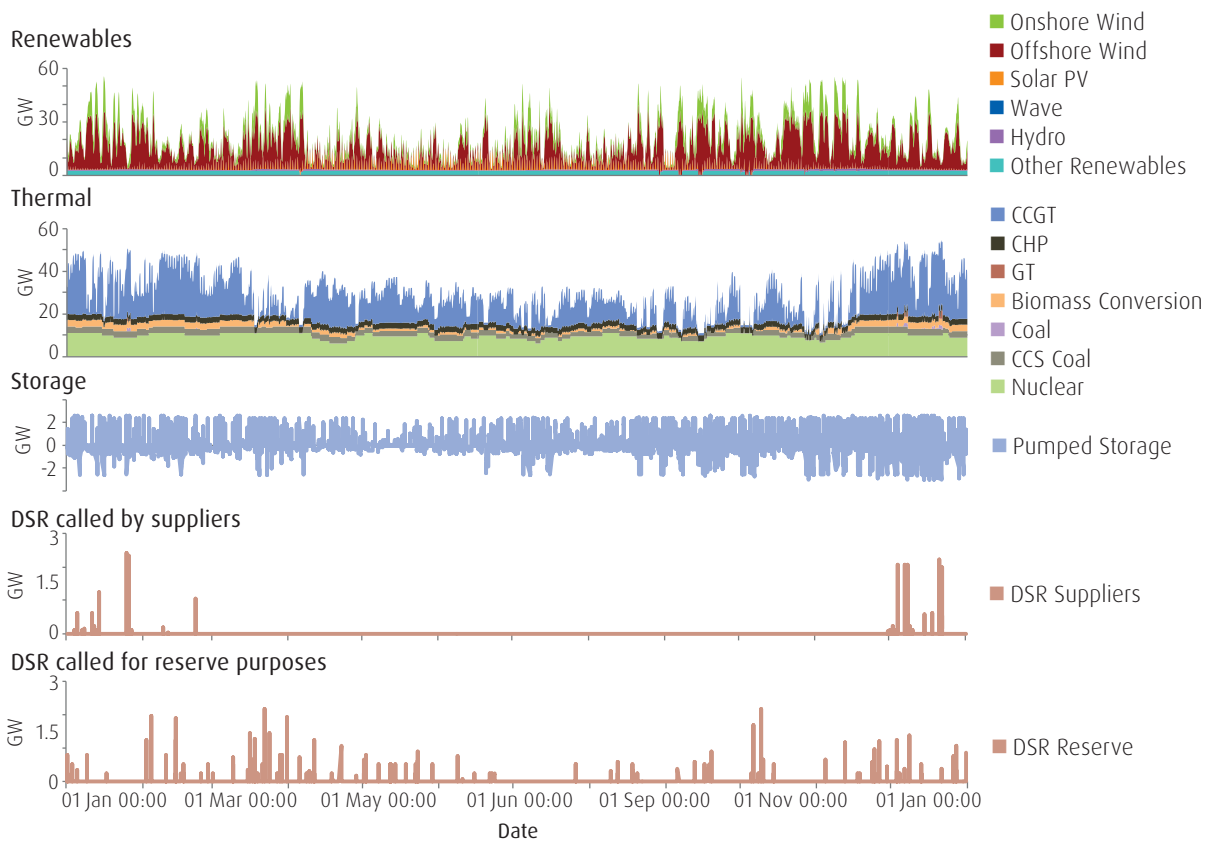 Renewables
60
30
0
GW
Onshore Wind
Offshore Wind
Solar PV
Wave
Hydro
Other Renewables
Thermal
60
40
20
0
GW
CCGT
CHP
GT
Biomass Conversion
Coal
CCS Coal
Nuclear
Storage
2
0
-2
GW
Pumped Storage
DSR called by suppliers
3
1.5
0
GW
DSR Suppliers
DSR called for reserve purposes
3
1.5
0
GW
DSR Reserve
01 Jan 00:00 01 Mar 00:00 01 May 00:00 01 Jun 00:00 01 Sep 00:00 01 Nov 00:00 01 Jan 00:00
Date